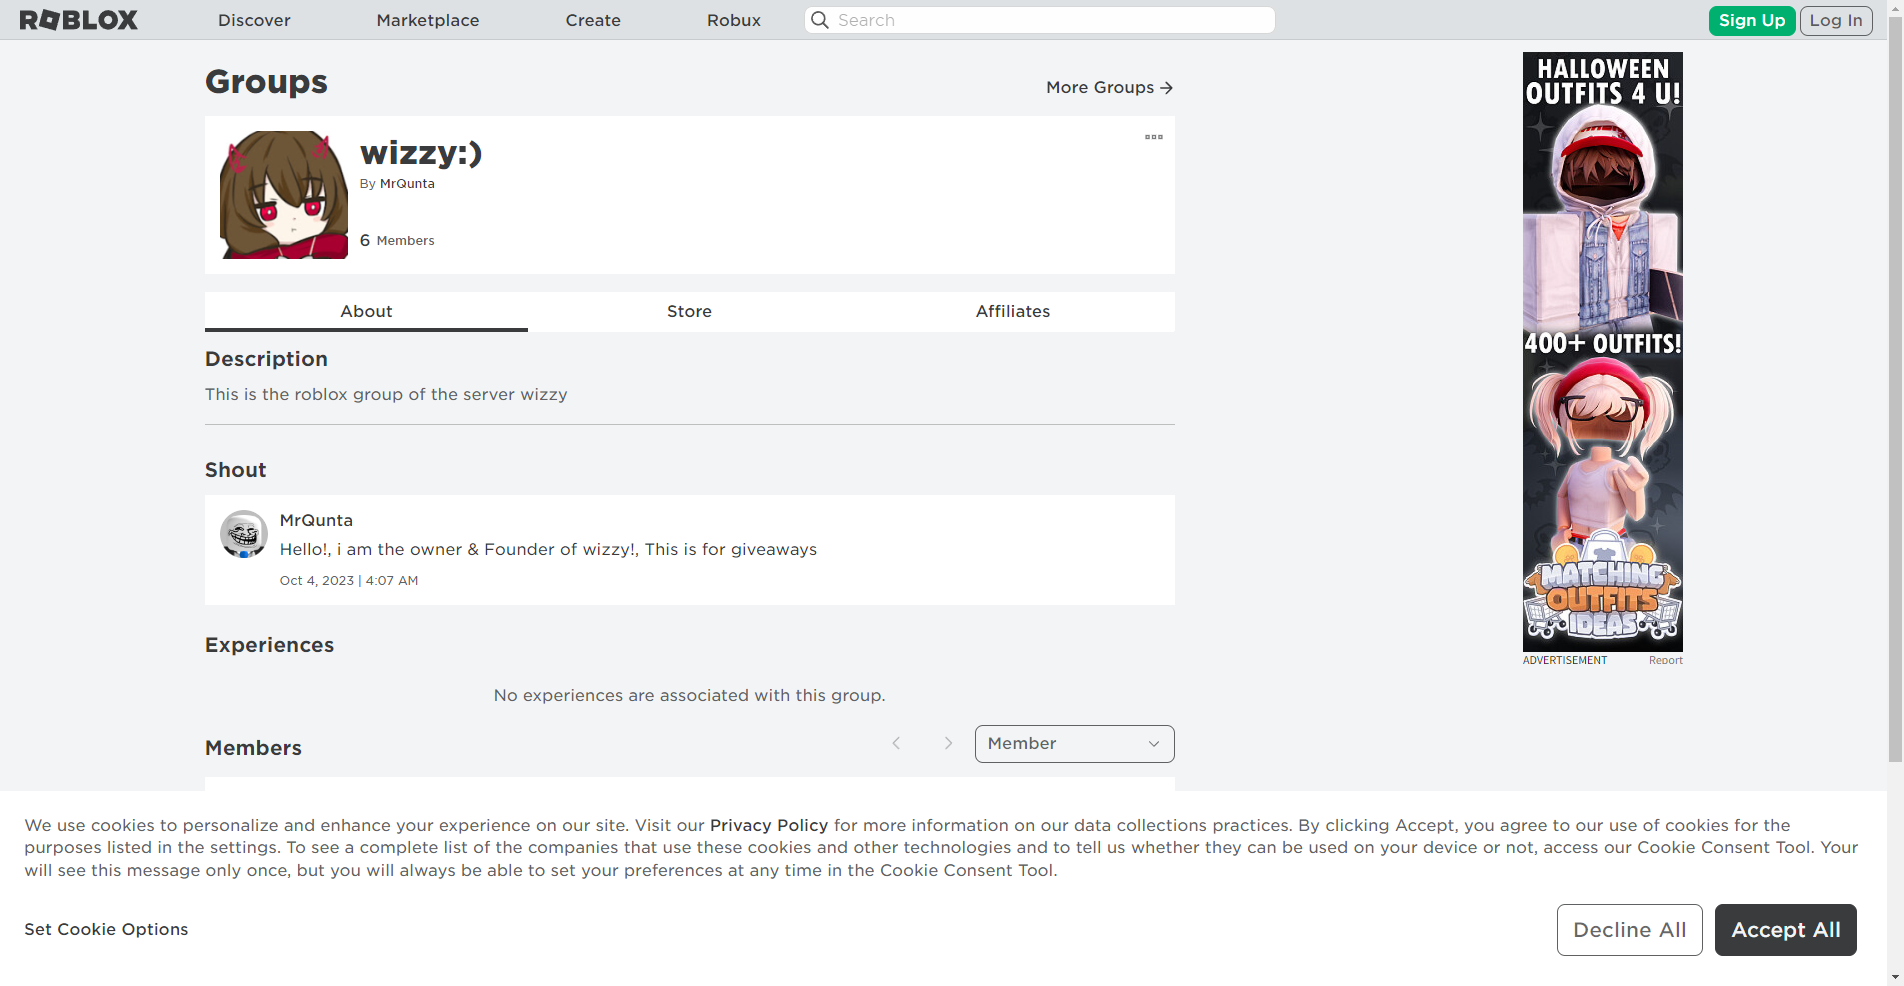 ROBLOX
Discover
Marketplace
Create
Robux
Search
Sign Up
Log In
Groups
More Groups →
wizzy:)
By MrQunta
6 Members
About
Store
Affiliates
Description
This is the roblox group of the server wizzy
Shout
MrQunta
Hello!, i am the owner & Founder of wizzy!, This is for giveaways
Oct 4, 2023 | 4:07 AM
Experiences
No experiences are associated with this group.
Members
Member
HALLOWEEN
OUTFITS 4 U!
400+ OUTFITS!
MATCHING
OUTFITS
IDEAS
ADVERTISEMENT
Report
We use cookies to personalize and enhance your experience on our site. Visit our Privacy Policy for more information on our data collections practices. By clicking Accept, you agree to our use of cookies for the
purposes listed in the settings. To see a complete list of the companies that use these cookies and other technologies and to tell us whether they can be used on your device or not, access our Cookie Consent Tool. Your
will see this message only once, but you will always be able to set your preferences at any time in the Cookie Consent Tool.
Set Cookie Options
Decline All
Accept All